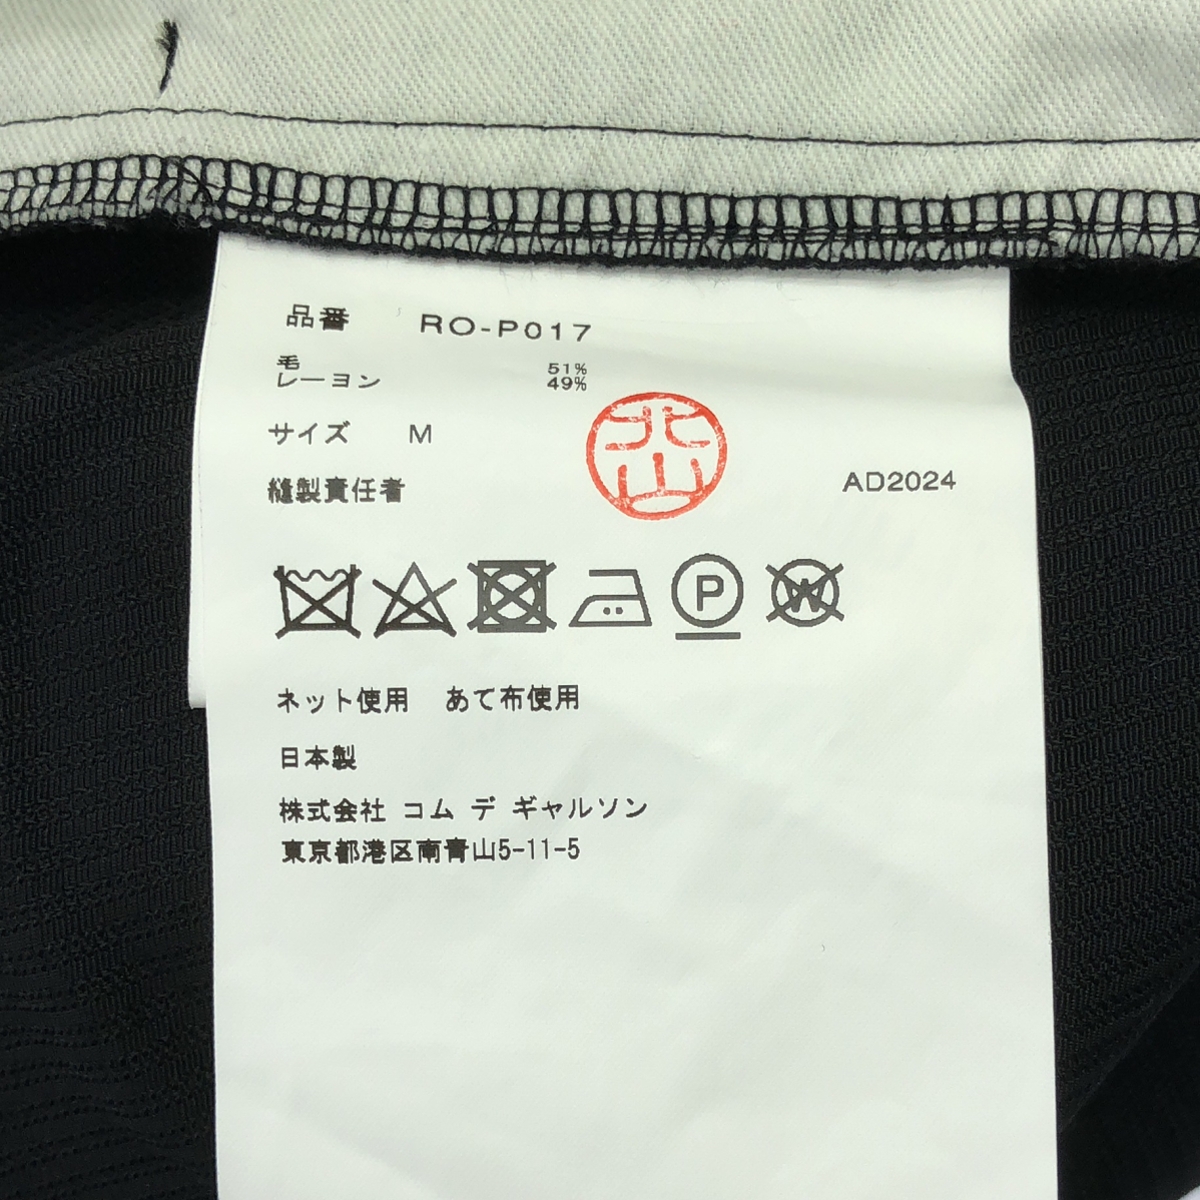 品番 RO-P017
毛 51%
レーヨン 49%
サイズ M
北山
縫製責任者
AD2024
P
W
ネット使用 あて布使用
日本製
株式会社 コム デ ギャルソン
東京都港区南青山5-11-5